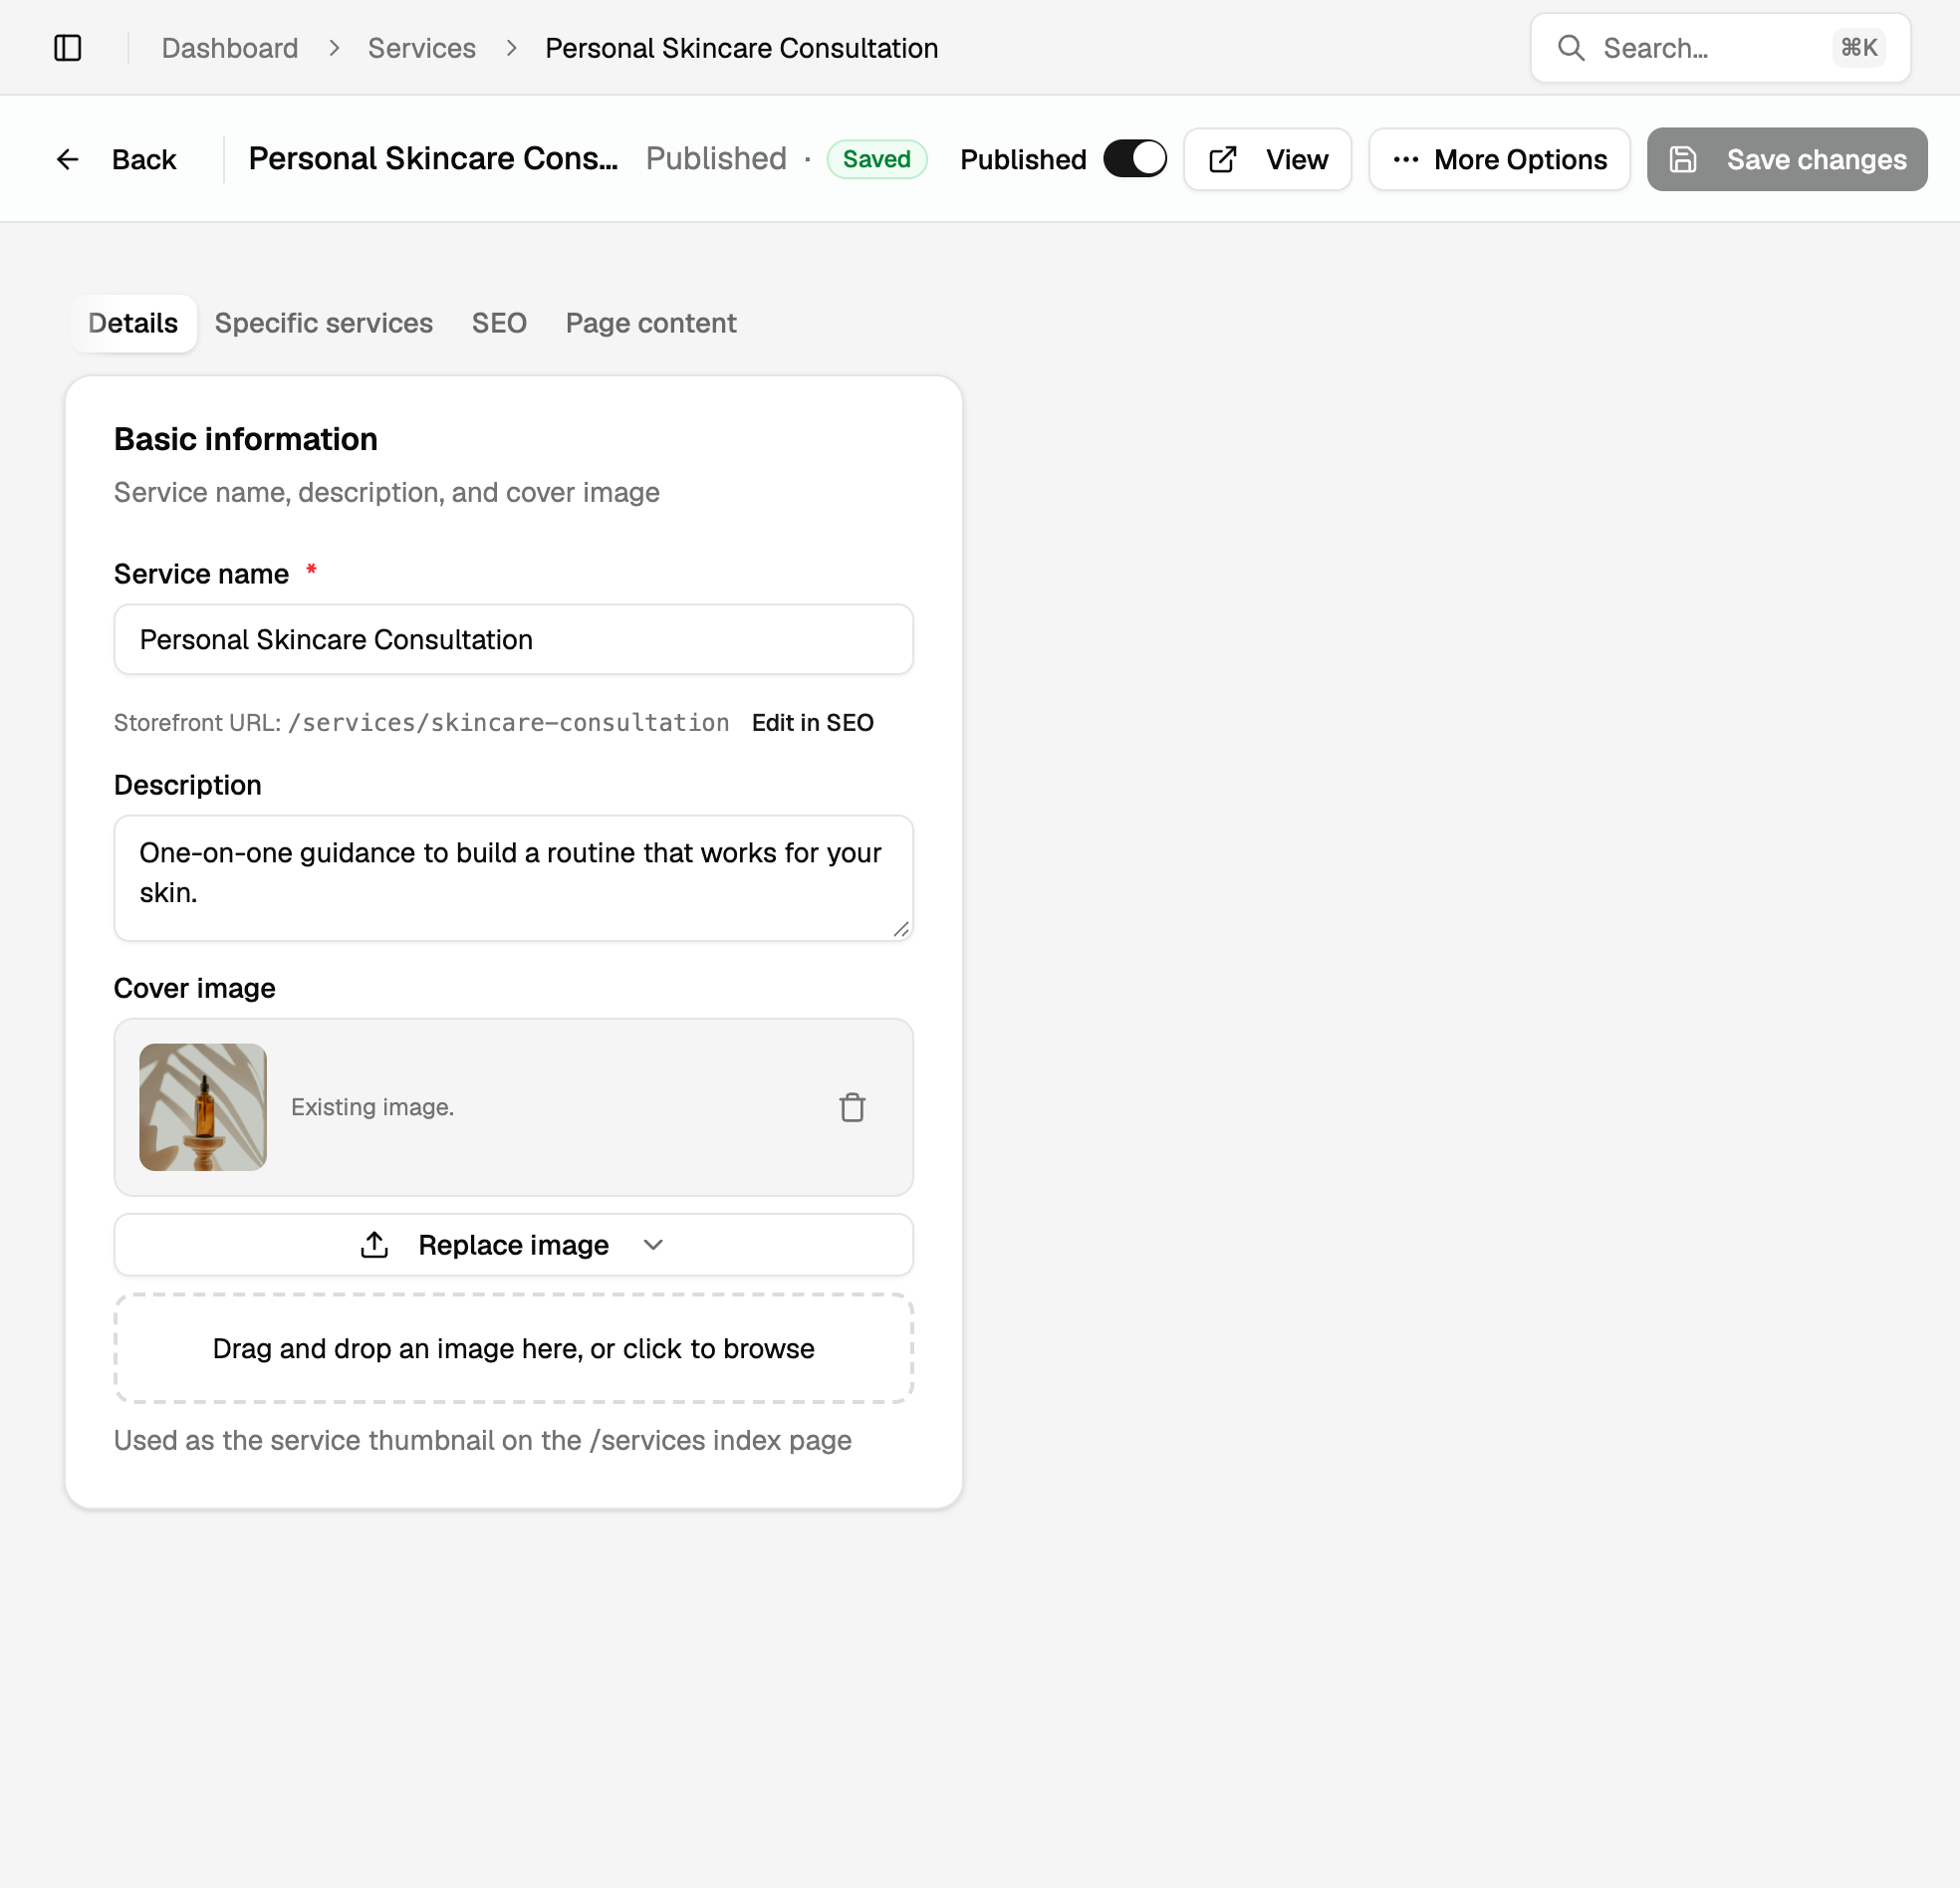 Dashboard > Services > Personal Skincare Consultation
Search... ⌘K
Back
Personal Skincare Cons...
Published · Saved
Published
View
More Options
Save changes
Details
Specific services
SEO
Page content
Basic information
Service name, description, and cover image
Service name *
Personal Skincare Consultation
Storefront URL: /services/skincare-consultation Edit in SEO
Description
One-on-one guidance to build a routine that works for your
skin.
Cover image
Existing image.
Replace image
Drag and drop an image here, or click to browse
Used as the service thumbnail on the /services index page